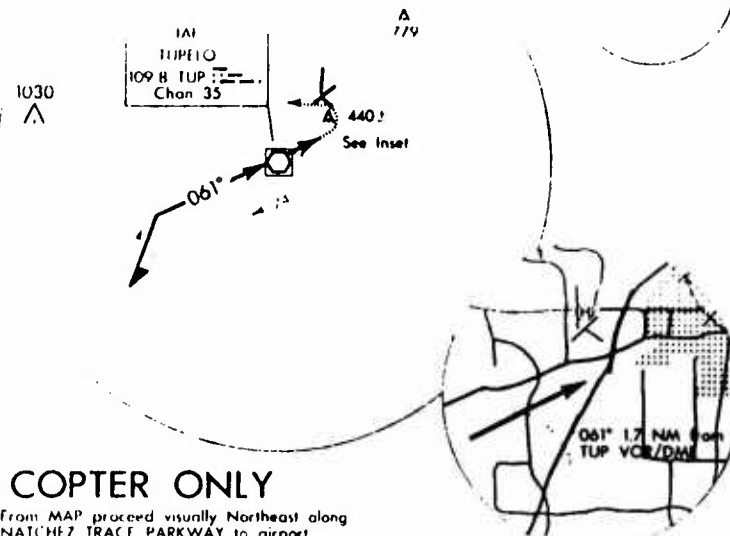 779
IAF
TUPELO
109 8 TUP
Chan 35
1030
440
See Inset
061°
061° 1.7 NM from
TUP VOR/DME
COPTER ONLY
From MAP proceed visually Northeast along
NATCHEZ TRACE PARKWAY to airport